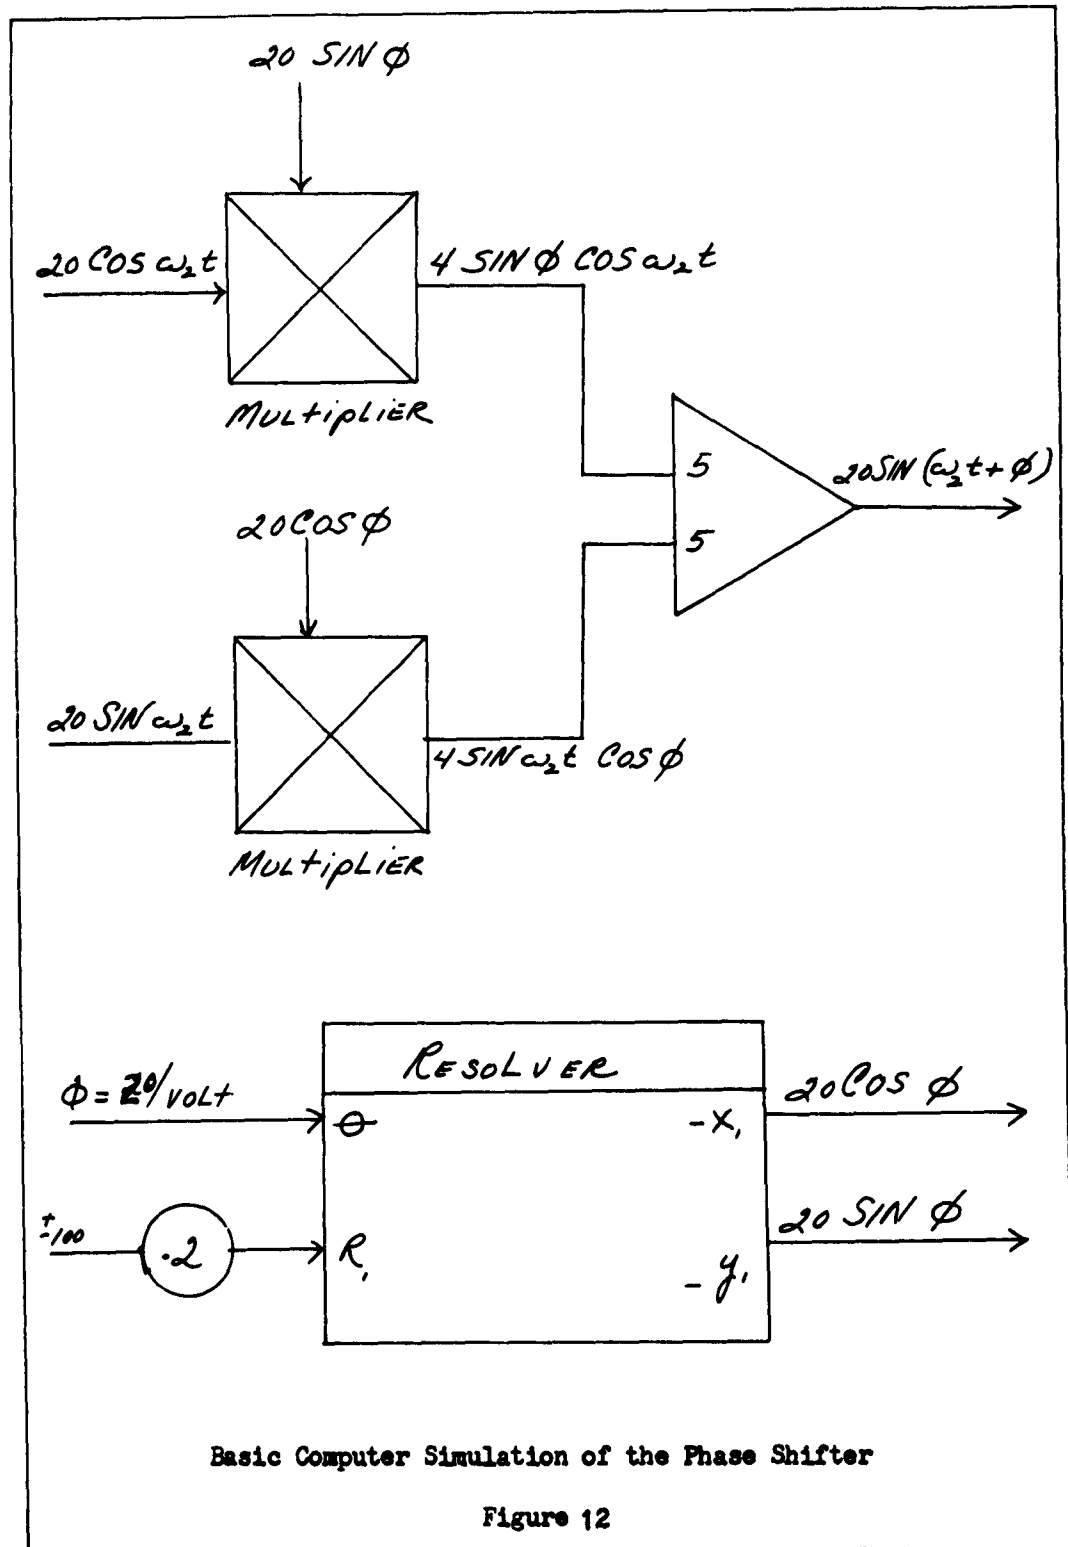 20 SIN ϕ
20 COS ω₂t
4 SIN ϕ COS ω₂t
MULtipLiER
5
20 SIN (ω₂t + ϕ)
20 COS ϕ
5
20 SIN ω₂t
4 SIN ω₂t COS ϕ
MULtipLiER
RESOLVER
20 COS ϕ
θ
-X₁
±100
.2
R₁
20 SIN ϕ
-y₁
Basic Computer Simulation of the Phase Shifter
Figure 12